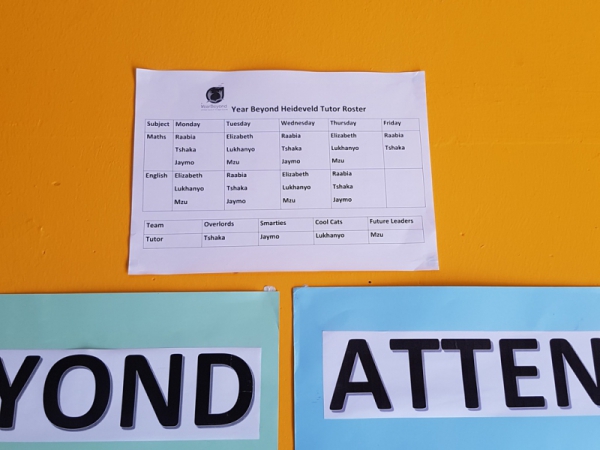 Year Beyond Heideveld Tutor Roster
Subject Monday Tuesday Wednesday Thursday Friday
Maths Raabia Elizabeth Raabia Elizabeth Raabia
Tshaka Lukhanyo Tshaka Lukhanyo Tshaka
Jaymo Mzu Jaymo Mzu
English Elizabeth Raabia Elizabeth Raabia
Lukhanyo Tshaka Lukhanyo Tshaka
Mzu Jaymo Mzu Jaymo
Team Overlords Smarties Cool Cats Future Leaders
Tutor Tshaka Jaymo Lukhanyo Mzu
YOND ATTEN